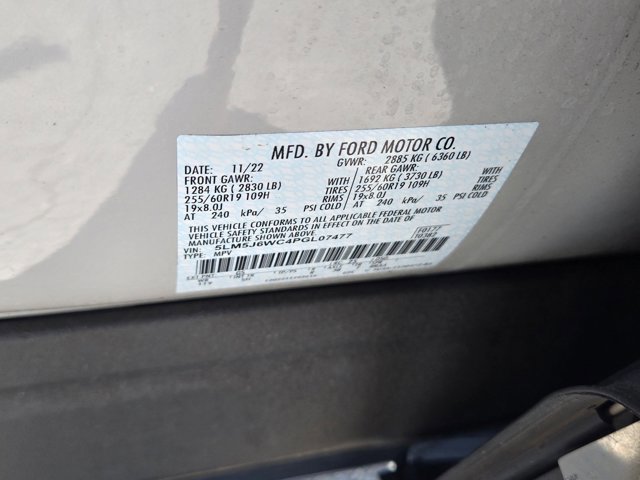 MFD. BY FORD MOTOR CO.
DATE: 11/22 GVWR: 2885 KG ( 6360 LB)
FRONT GAWR: REAR GAWR:
1284 KG ( 2830 LB) 1692 KG ( 3730 LB)
255/60R19 109H TIRES 255/60R19 109H TIRES
19x8.0J RIMS 19x8.0J RIMS
AT 240 kPa/ 35 PSI COLD AT 240 kPa/ 35 PSI COLD
THIS VEHICLE CONFORMS TO ALL APPLICABLE FEDERAL MOTOR
VEHICLE SAFETY STANDARDS IN EFFECT ON THE DATE OF
MANUFACTURE SHOWN ABOVE.
VIN: 5LM5J6WC4PGL07477
TYPE: MPV